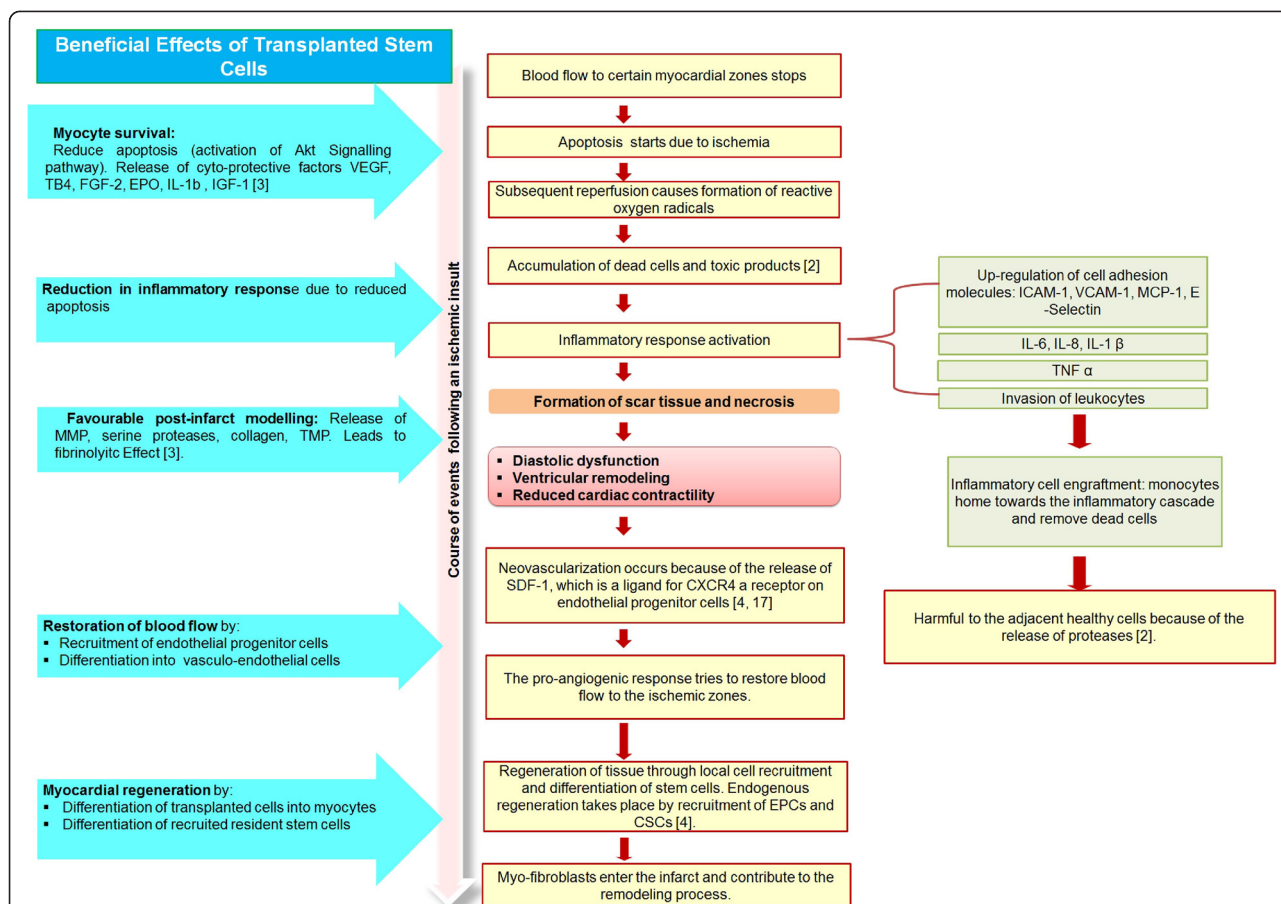 Beneficial Effects of Transplanted Stem
Cells
Myocyte survival:
Reduce apoptosis (activation of Akt Signalling
pathway). Release of cyto-protective factors VEGF,
TB4, FGF-2, EPO, IL-1b , IGF-1 [3]
Reduction in inflammatory response due to reduced
apoptosis
Favourable post-infarct modelling: Release of
MMP, serine proteases, collagen, TMP. Leads to
fibrinolyitc Effect [3].
Restoration of blood flow by:
▪ Recruitment of endothelial progenitor cells
▪ Differentiation into vasculo-endothelial cells
Myocardial regeneration by:
▪ Differentiation of transplanted cells into myocytes
▪ Differentiation of recruited resident stem cells
Course of events following an ischemic insult
Blood flow to certain myocardial zones stops
Apoptosis starts due to ischemia
Subsequent reperfusion causes formation of reactive
oxygen radicals
Accumulation of dead cells and toxic products [2]
Inflammatory response activation
Formation of scar tissue and necrosis
▪ Diastolic dysfunction
▪ Ventricular remodeling
▪ Reduced cardiac contractility
Neovascularization occurs because of the release of
SDF-1, which is a ligand for CXCR4 a receptor on
endothelial progenitor cells [4, 17]
The pro-angiogenic response tries to restore blood
flow to the ischemic zones.
Regeneration of tissue through local cell recruitment
and differentiation of stem cells. Endogenous
regeneration takes place by recruitment of EPCs and
CSCs [4].
Myo-fibroblasts enter the infarct and contribute to the
remodeling process.
Up-regulation of cell adhesion
molecules: ICAM-1, VCAM-1, MCP-1, E
-Selectin
IL-6, IL-8, IL-1 β
TNF α
Invasion of leukocytes
Inflammatory cell engraftment: monocytes
home towards the inflammatory cascade
and remove dead cells
Harmful to the adjacent healthy cells because of the
release of proteases [2].